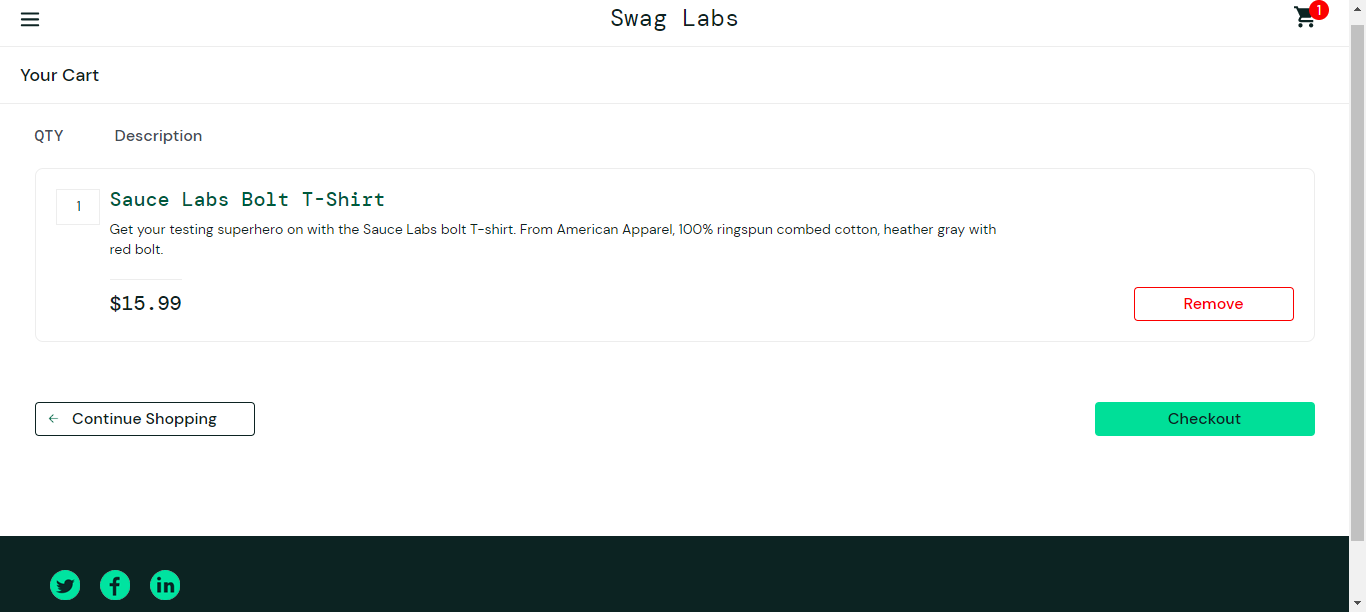 Swag Labs
1
Your Cart
QTY Description
1
Sauce Labs Bolt T-Shirt
Get your testing superhero on with the Sauce Labs bolt T-shirt. From American Apparel, 100% ringspun combed cotton, heather gray with
red bolt.
$15.99
Remove
Continue Shopping
Checkout